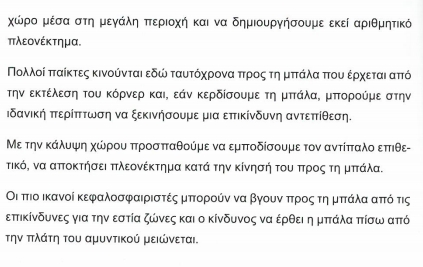 χώρο μέσα στη μεγάλη περιοχή και να δημιουργήσουμε εκεί αριθμητικό
πλεονέκτημα.
Πολλοί παίκτες κινούνται εδώ ταυτόχρονα προς τη μπάλα που έρχεται από
την εκτέλεση του κόρνερ και, εάν κερδίσουμε τη μπάλα, μπορούμε στην
ιδανική περίπτωση να ξεκινήσουμε μια επικίνδυνη αντεπίθεση.
Με την κάλυψη χώρου προσπαθούμε να εμποδίσουμε τον αντίπαλο επιθε-
τικό, να αποκτήσει πλεονέκτημα κατά την κίνησή του προς τη μπάλα.
Οι πιο ικανοί κεφαλοσφαιριστές μπορούν να βγουν προς τη μπάλα από τις
επικίνδυνες για την εστία ζώνες και ο κίνδυνος να έρθει η μπάλα πίσω από
την πλάτη του αμυντικού μειώνεται.